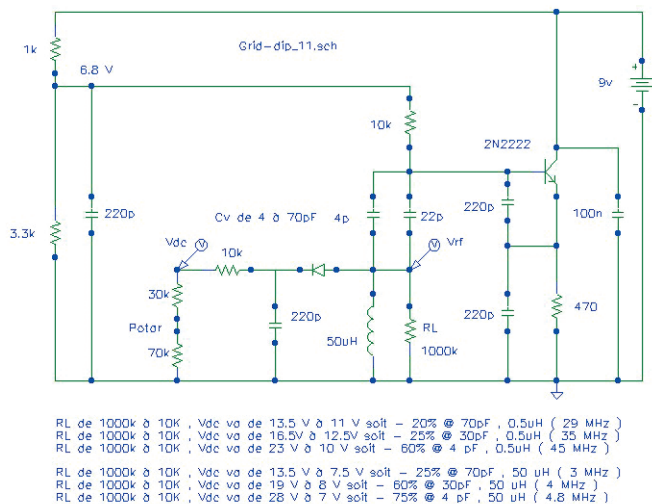 Grid-dip_11.sch
1k
6.8 V
9v
+
-
10k
2N2222
220p
Cv de 4 à 70pF
4p
22p
220p
100n
3.3k
Vdc
V
10k
V
Vrf
30k
Potar
70k
220p
50uH
RL
1000k
220p
470
RL de 1000k à 10K , Vdc va de 13.5 V à 11 V soit - 20% @ 70pF , 0.5uH ( 29 MHz )
RL de 1000k à 10K , Vdc va de 16.5V à 12.5V soit - 25% @ 30pF , 0.5uH ( 35 MHz )
RL de 1000k à 10K , Vdc va de 23 V à 10 V soit - 60% @ 4 pF , 0.5uH ( 45 MHz )
RL de 1000k à 10K , Vdc va de 13.5 V à 7.5 V soit - 25% @ 70pF, 50 uH ( 3 MHz )
RL de 1000k à 10K , Vdc va de 19 V à 8 V soit - 60% @ 30pF , 50 uH ( 4 MHz )
RL de 1000k à 10K , Vdc va de 28 V à 7 V soit - 75% @ 4 pF , 50 uH ( 4.8 MHz )